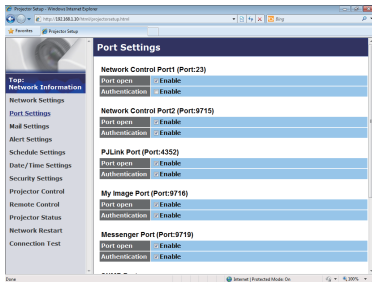 Projector Setup - Windows Internet Explorer
http://192.168.1.10/html/projectorsetup.html
Bing
Favorites
Projector Setup
Top:
Network Information
Network Settings
Port Settings
Mail Settings
Alert Settings
Schedule Settings
Date/Time Settings
Security Settings
Projector Control
Remote Control
Projector Status
Network Restart
Connection Test
Port Settings
Network Control Port1 (Port:23)
Port open Enable
Authentication Enable
Network Control Port2 (Port:9715)
Port open Enable
Authentication Enable
PJLink Port (Port:4352)
Port open Enable
Authentication Enable
My Image Port (Port:9716)
Port open Enable
Authentication Enable
Messenger Port (Port:9719)
Port open Enable
Authentication Enable
Done
Internet | Protected Mode: On
100%